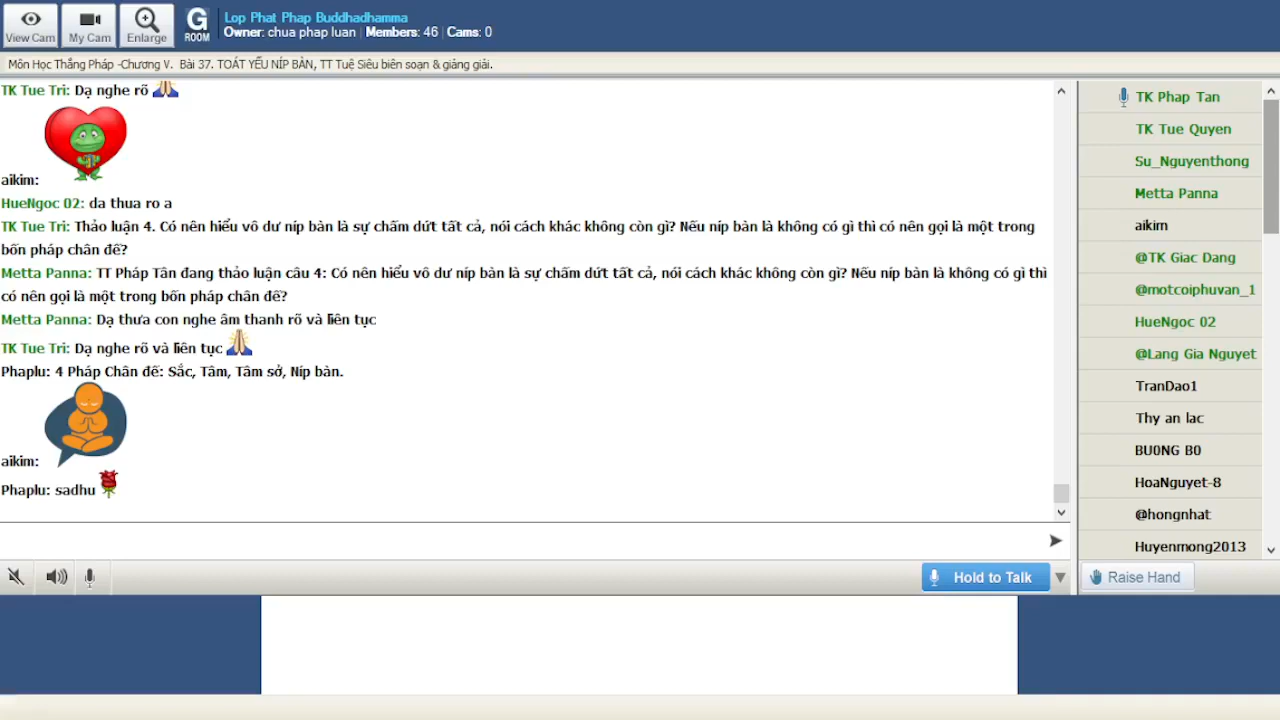 View Cam
My Cam
Enlarge
G
ROOM
Lop Phat Phap Buddhadhamma
Owner: chua phap luan | Members: 46 | Cams: 0
Môn Học Thắng Pháp -Chương V. Bài 37. TOÁT YẾU NÍP BÀN, TT Tuệ Siêu biên soạn & giảng giải.
TK Tue Tri: Dạ nghe rõ
aikim:
HueNgoc 02: da thua ro a
TK Tue Tri: Thảo luận 4. Có nên hiểu vô dư níp bàn là sự chấm dứt tất cả, nói cách khác không còn gì? Nếu níp bàn là không có gì thì có nên gọi là một trong
bốn pháp chân đế?
Metta Panna: TT Pháp Tân đang thảo luận câu 4: Có nên hiểu vô dư níp bàn là sự chấm dứt tất cả, nói cách khác không còn gì? Nếu níp bàn là không có gì thì
có nên gọi là một trong bốn pháp chân đế?
Metta Panna: Dạ thưa con nghe âm thanh rõ và liên tục
TK Tue Tri: Dạ nghe rõ và liên tục
Phaplu: 4 Pháp Chân đế: Sắc, Tâm, Tâm sở, Níp bàn.
aikim:
Phaplu: sadhu
Hold to Talk
TK Phap Tan
TK Tue Quyen
Su_Nguyenthong
Metta Panna
aikim
@TK Giac Dang
@motcoiphuvan_1
HueNgoc 02
@Lang Gia Nguyet
TranDao1
Thy an lac
BU0NG B0
HoaNguyet-8
@hongnhat
Huyenmong2013
Raise Hand